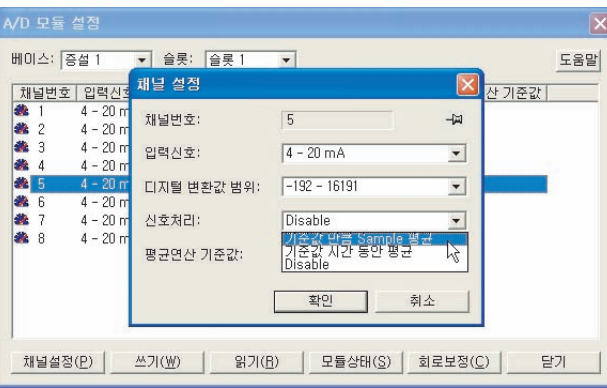 A/D 모듈 설정
베이스: 증설 1 슬롯: 슬롯 1 도움말
채널번호 입력신호 산 기준값
1 4 - 20 m
2 4 - 20 m
3 4 - 20 m
4 4 - 20 m
5 4 - 20 m
6 4 - 20 m
7 4 - 20 m
8 4 - 20 m
채널 설정
채널번호: 5
입력신호: 4 - 20 mA
디지털 변환값 범위: -192 - 16191
신호처리: Disable
기준값 만큼 Sample 평균
기준값 시간 동안 평균
평균연산 기준값:
Disable
확인 취소
채널설정(P) 쓰기(W) 읽기(R) 모듈상태(S) 회로보정(C) 닫기